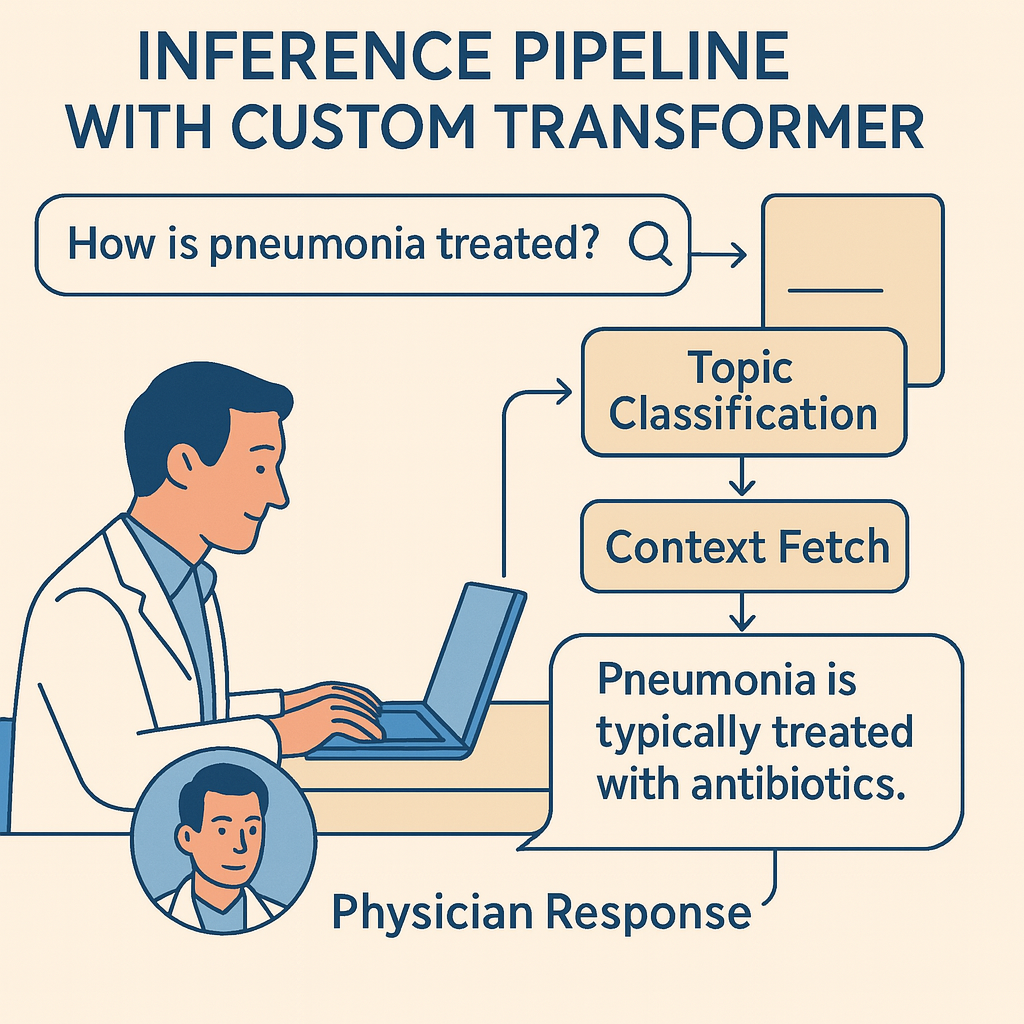 INFERENCE PIPELINE
WITH CUSTOM TRANSFORMER
How is pneumonia treated?
Topic
Classification
Context Fetch
Pneumonia is
typically treated
with antibiotics.
Physician Response